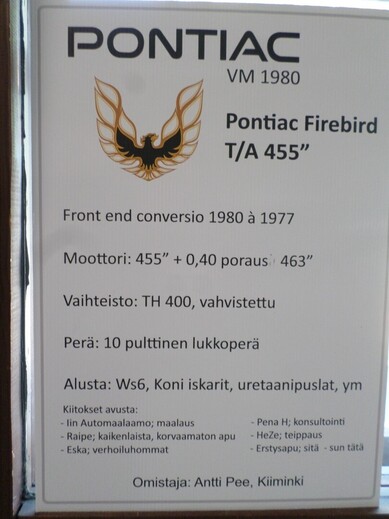 PONTIAC
VM 1980
Pontiac Firebird
T/A 455”
Front end conversio 1980 à 1977
Moottori: 455” + 0,40 poraus 463”
Vaihteisto: TH 400, vahvistettu
Perä: 10 pulttinen lukkoperä
Alusta: Ws6, Koni iskarit, uretaanipuslat, ym
Kiitokset avusta:
- Iin Automaalaamo; maalaus
- Raipe; kaikenlaista, korvaamaton apu
- Eska; verhoiluhommat
- Pena H; konsultointi
- HeZe; teippaus
- Erstysapu; sitä - sun tätä
Omistaja: Antti Pee, Kiiminki